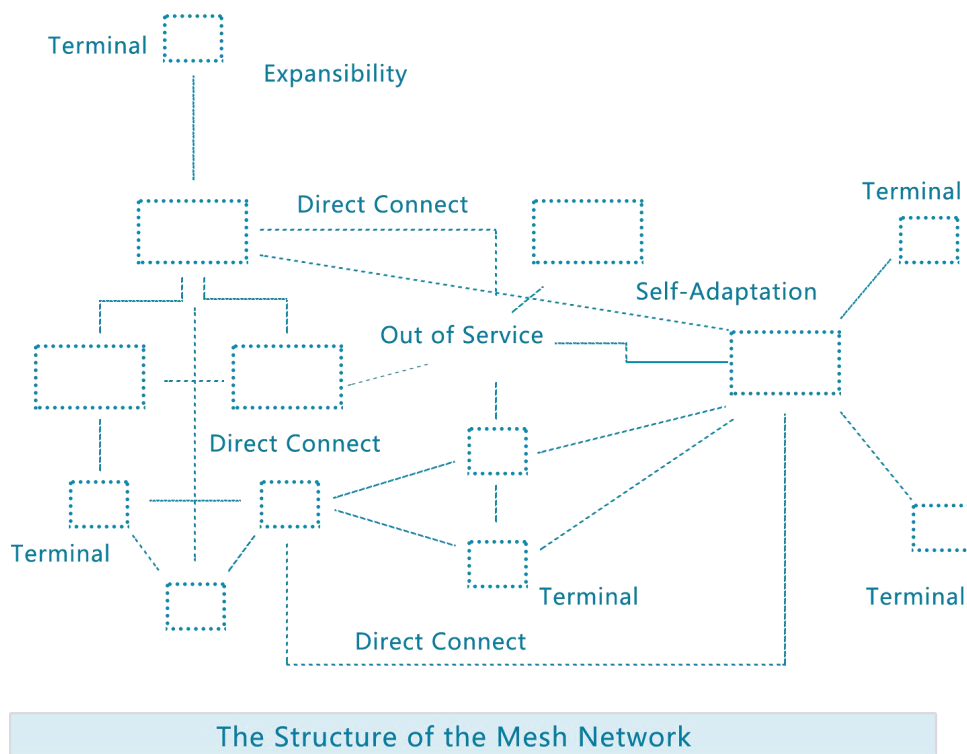 Terminal
Expansibility
Direct Connect
Terminal
Self-Adaptation
Out of Service
Direct Connect
Terminal
Terminal
Terminal
Direct Connect
The Structure of the Mesh Network